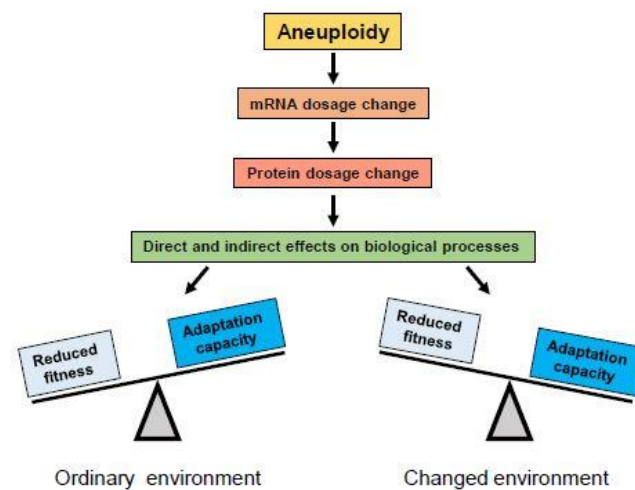 Aneuploidy
mRNA dosage change
Protein dosage change
Direct and indirect effects on biological processes
Reduced
fitness
Adaptation
capacity
Reduced
fitness
Adaptation
capacity
Ordinary environment
Changed environment